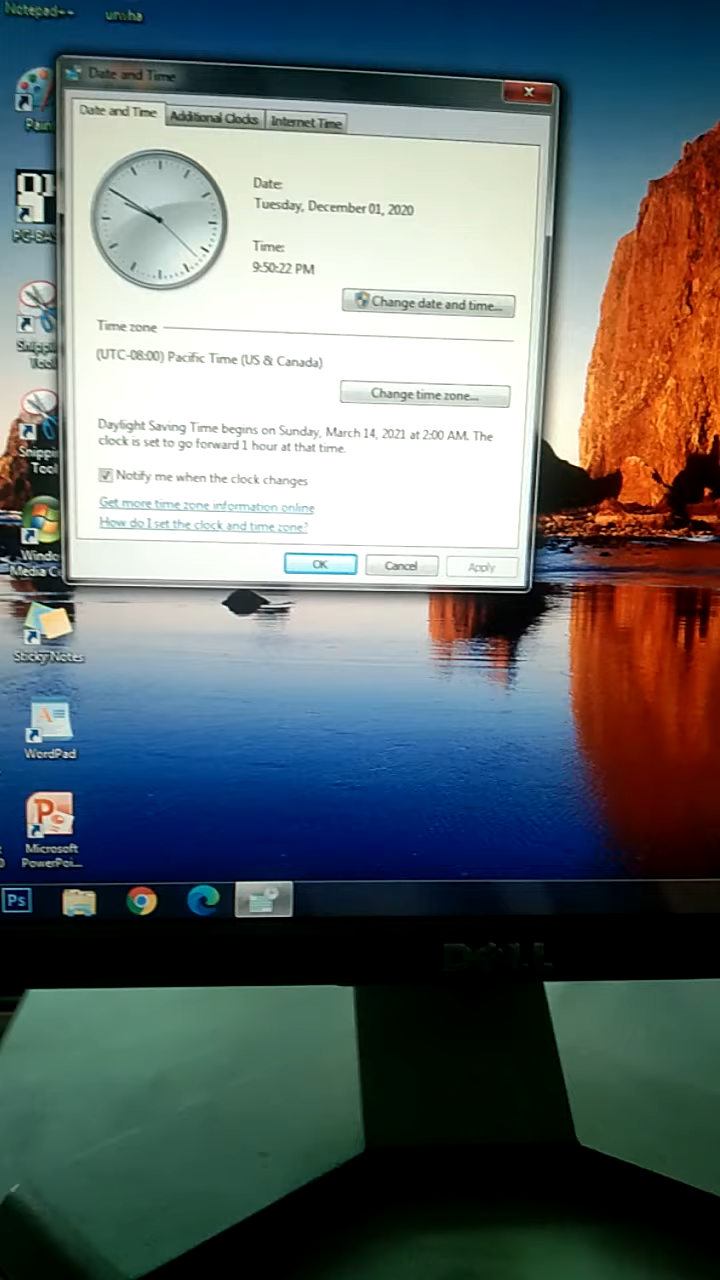 Notepad++
Date and Time
Date and Time
Additional Clocks
Internet Time
Date:
Tuesday, December 01, 2020
Time:
9:50:22 PM
Change date and time...
Time zone
(UTC-08:00) Pacific Time (US & Canada)
Change time zone...
Daylight Saving Time begins on Sunday, March 14, 2021 at 2:00 AM. The
clock is set to go forward 1 hour at that time.
Notify me when the clock changes
Get more time zone information online
How do I set the clock and time zone?
OK
Cancel
Apply
Tool
Snippi
Tool
Windo
Media C
Sticky Notes
WordPad
Microsoft
PowerPoi...
Ps
DELL